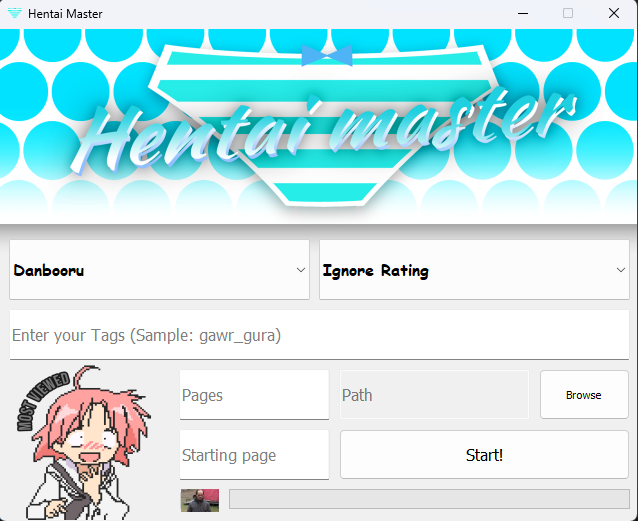 Hentai Master
Hentai master
Danbooru
Ignore Rating
Enter your Tags (Sample: gawr_gura)
MOST VIEWED
Pages
Path
Browse
Starting page
Start!